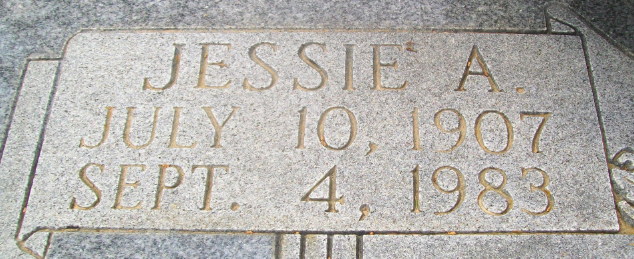 JESSIE A.
JULY 10, 1907
SEPT. 4, 1983